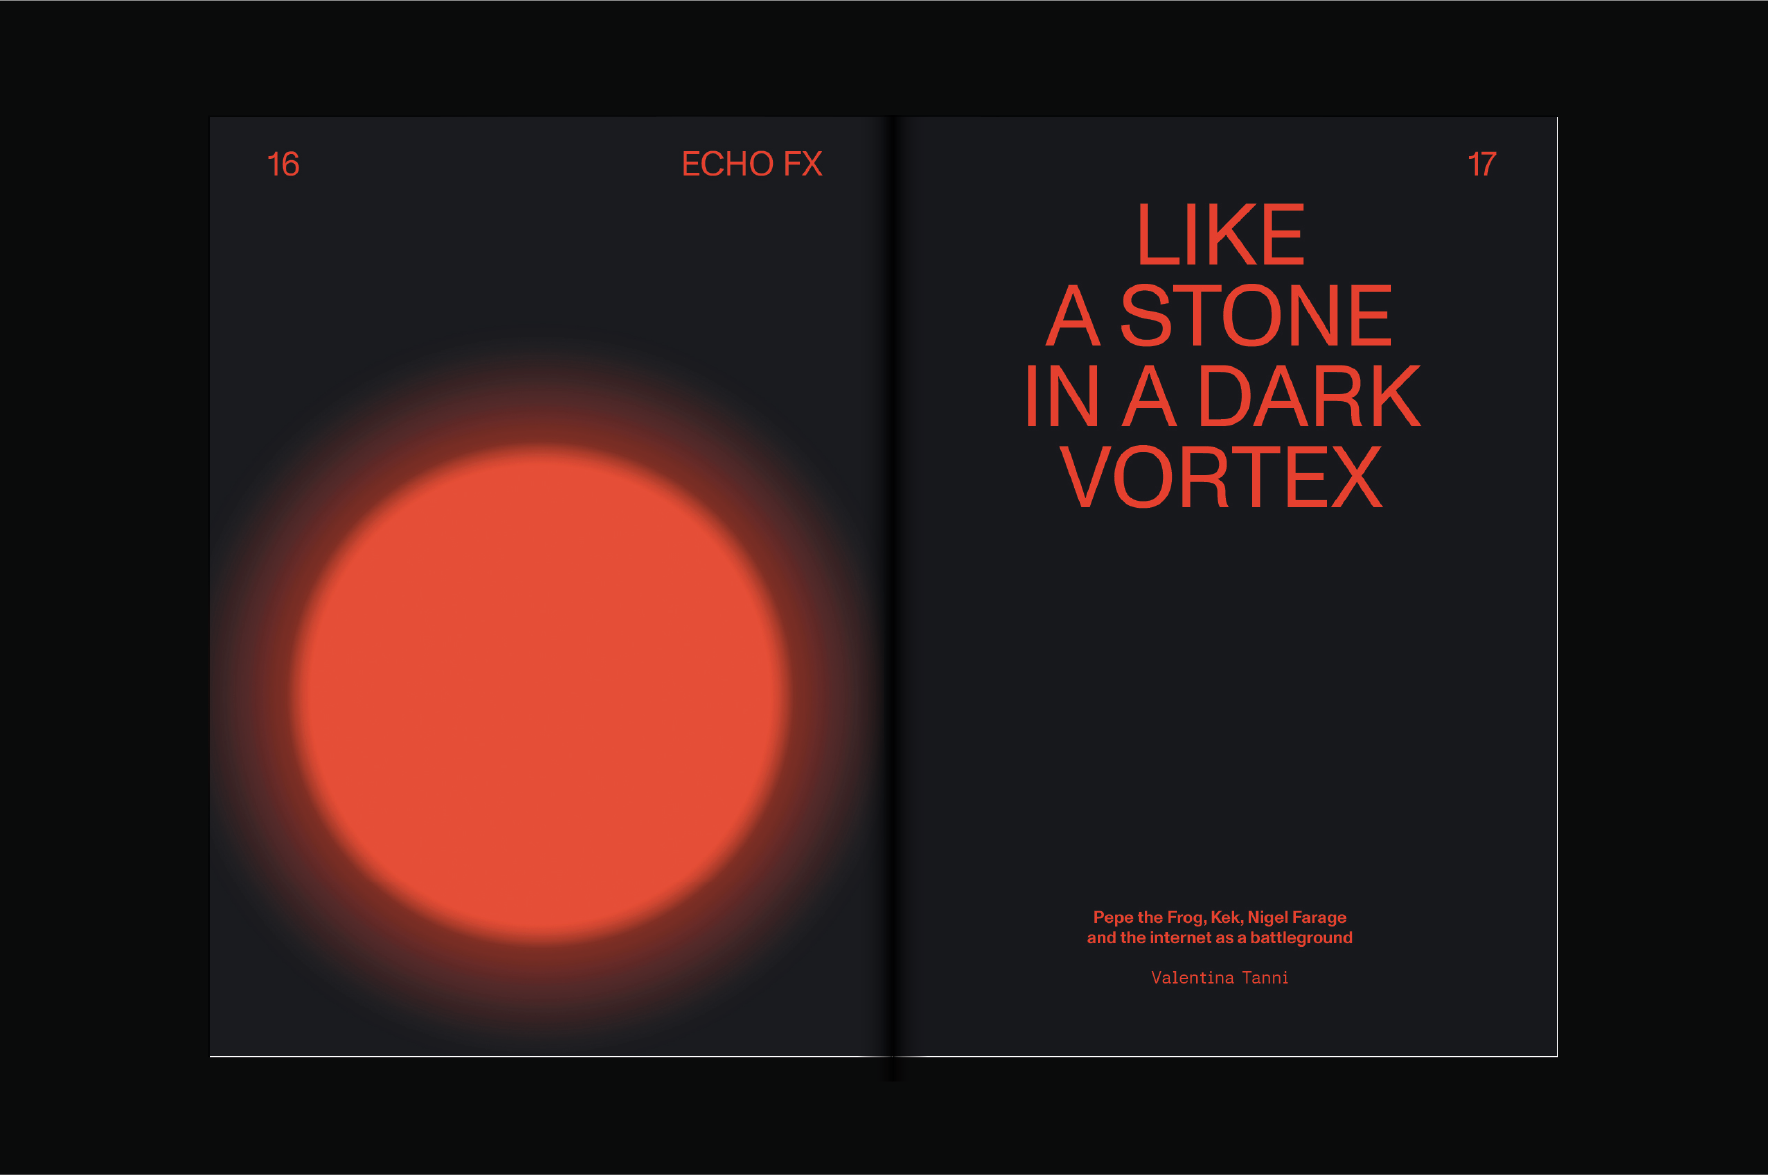 16
ECHO FX
17
LIKE
A STONE
IN A DARK
VORTEX
Pepe the Frog, Kek, Nigel Farage
and the internet as a battleground
Valentina Tanni